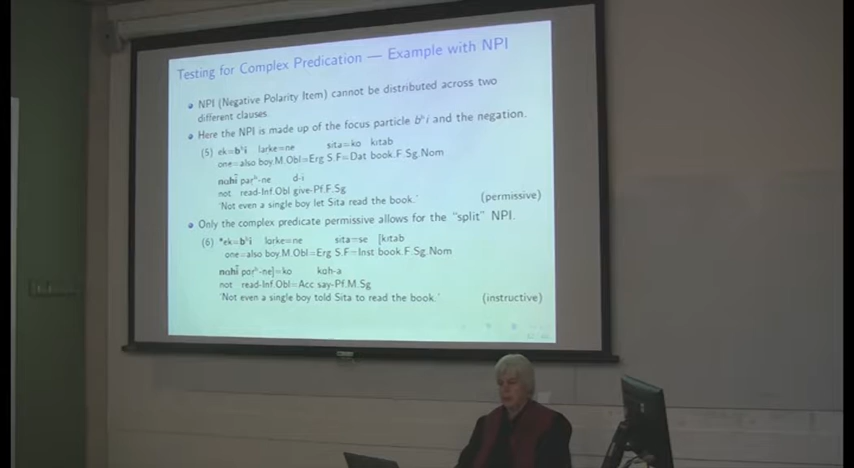 Testing for Complex Predication — Example with NPI
NPI (Negative Polarity Item) cannot be distributed across two
different clauses.
Here the NPI is made up of the focus particle bʰi and the negation.
(5) ek=bʰi larke=ne sita=ko kɪtab
one=also boy.M.Obl=Erg S.F=Dat book.F.Sg.Nom
nahĩ parʰ-ne d-i
not read-Inf.Obl give-Pf.F.Sg
'Not even a single boy let Sita read the book.' (permissive)
Only the complex predicate permissive allows for the "split" NPI.
(6) *ek=bʰi larke=ne sita=se [kɪtab
one=also boy.M.Obl=Erg S.F=Inst book.F.Sg.Nom
nahĩ parʰ-ne]=ko kah-a
not read-Inf.Obl=Acc say-Pf.M.Sg
'Not even a single boy told Sita to read the book.' (instructive)